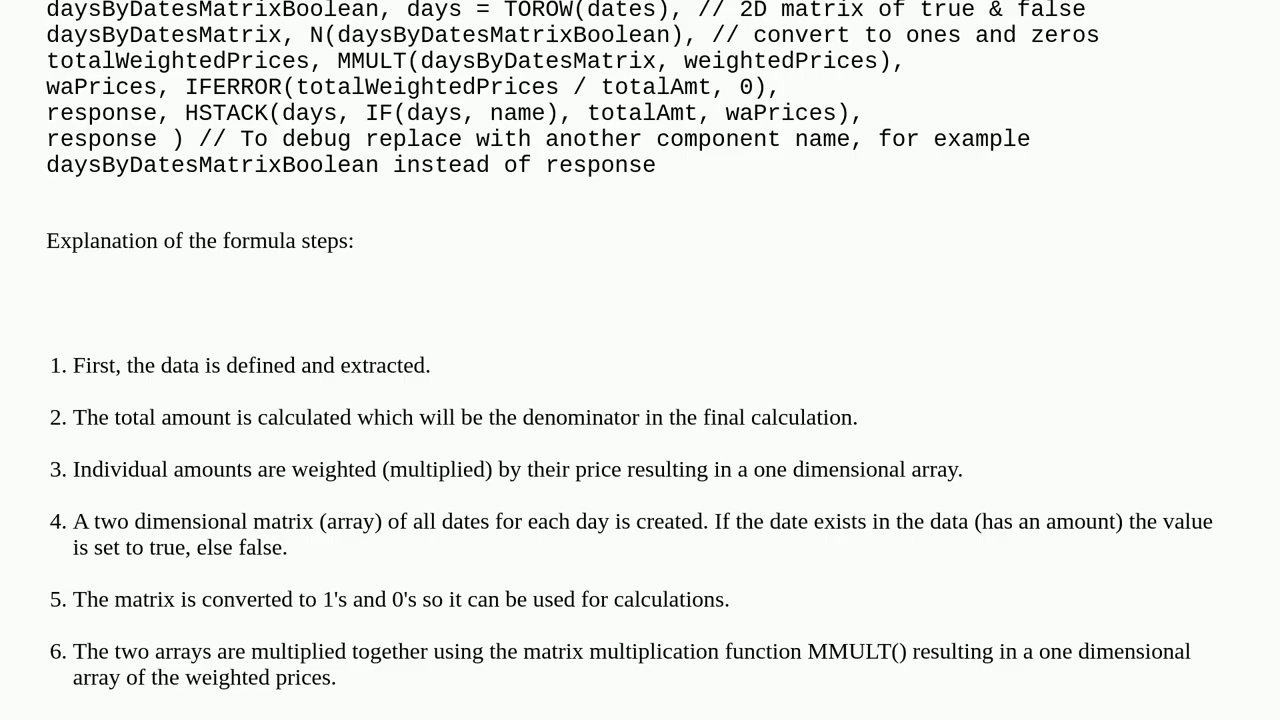 daysByDatesMatrixBoolean, days = TOROW(dates), // 2D matrix of true & false
daysByDatesMatrix, N(daysByDatesMatrixBoolean), // convert to ones and zeros
totalWeightedPrices, MMULT(daysByDatesMatrix, weightedPrices),
waPrices, IFERROR(totalWeightedPrices / totalAmt, 0),
response, HSTACK(days, IF(days, name), totalAmt, waPrices),
response ) // To debug replace with another component name, for example
daysByDatesMatrixBoolean instead of response
Explanation of the formula steps:
1. First, the data is defined and extracted.
2. The total amount is calculated which will be the denominator in the final calculation.
3. Individual amounts are weighted (multiplied) by their price resulting in a one dimensional array.
4. A two dimensional matrix (array) of all dates for each day is created. If the date exists in the data (has an amount) the value
is set to true, else false.
5. The matrix is converted to 1's and 0's so it can be used for calculations.
6. The two arrays are multiplied together using the matrix multiplication function MMULT() resulting in a one dimensional
array of the weighted prices.